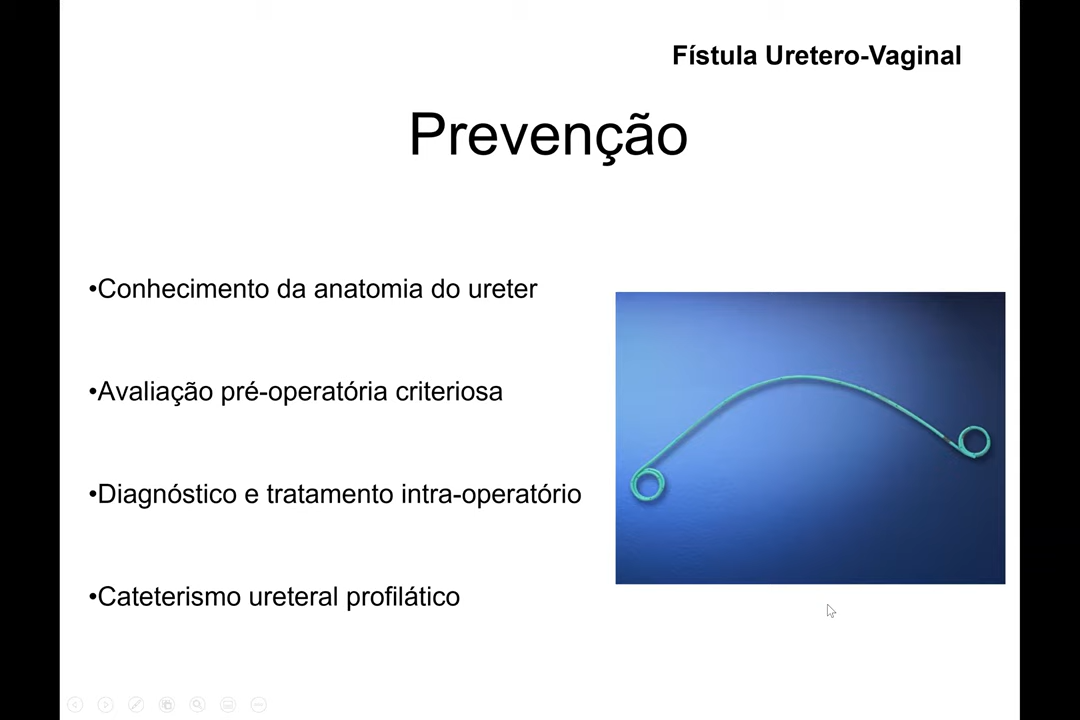 Fístula Uretero-Vaginal
Prevenção
•Conhecimento da anatomia do ureter
•Avaliação pré-operatória criteriosa
•Diagnóstico e tratamento intra-operatório
•Cateterismo ureteral profilático